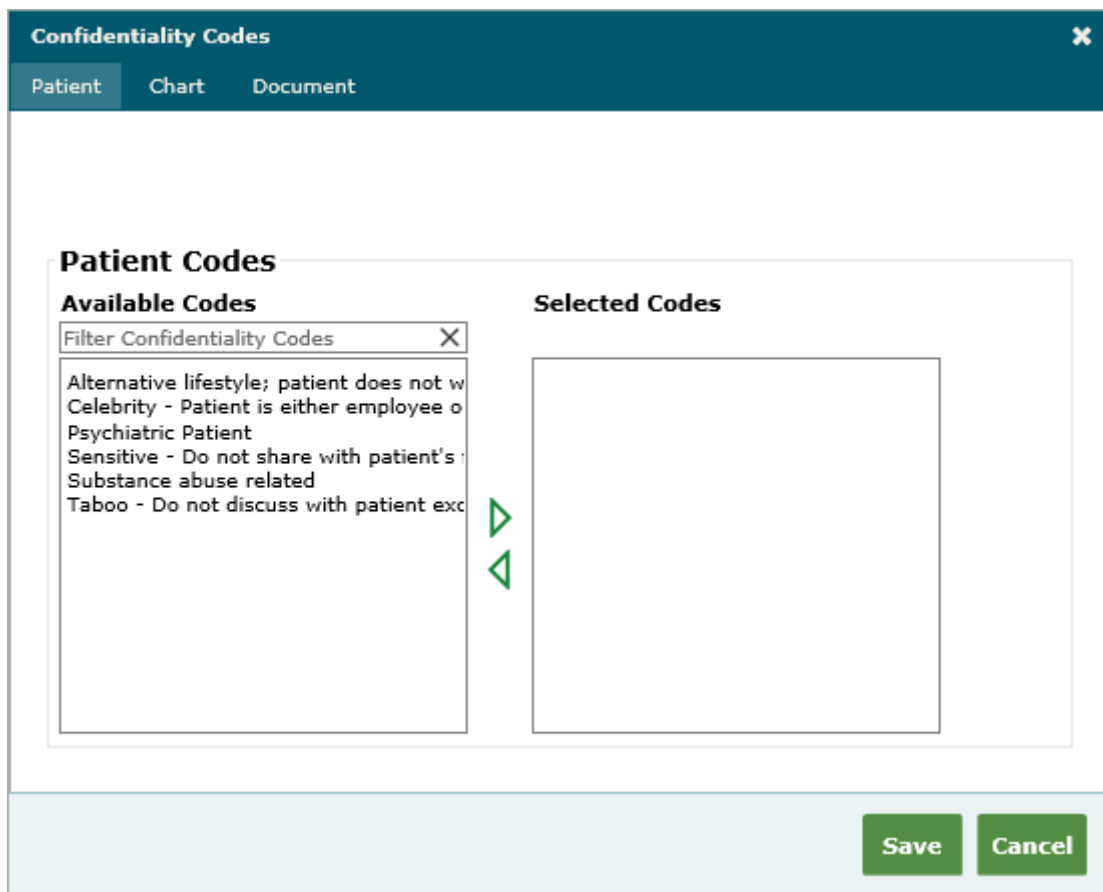 Confidentiality Codes
Patient Chart Document
Patient Codes
Available Codes
Selected Codes
Filter Confidentiality Codes
Alternative lifestyle; patient does not w
Celebrity - Patient is either employee o
Psychiatric Patient
Sensitive - Do not share with patient's
Substance abuse related
Taboo - Do not discuss with patient exc
Save Cancel